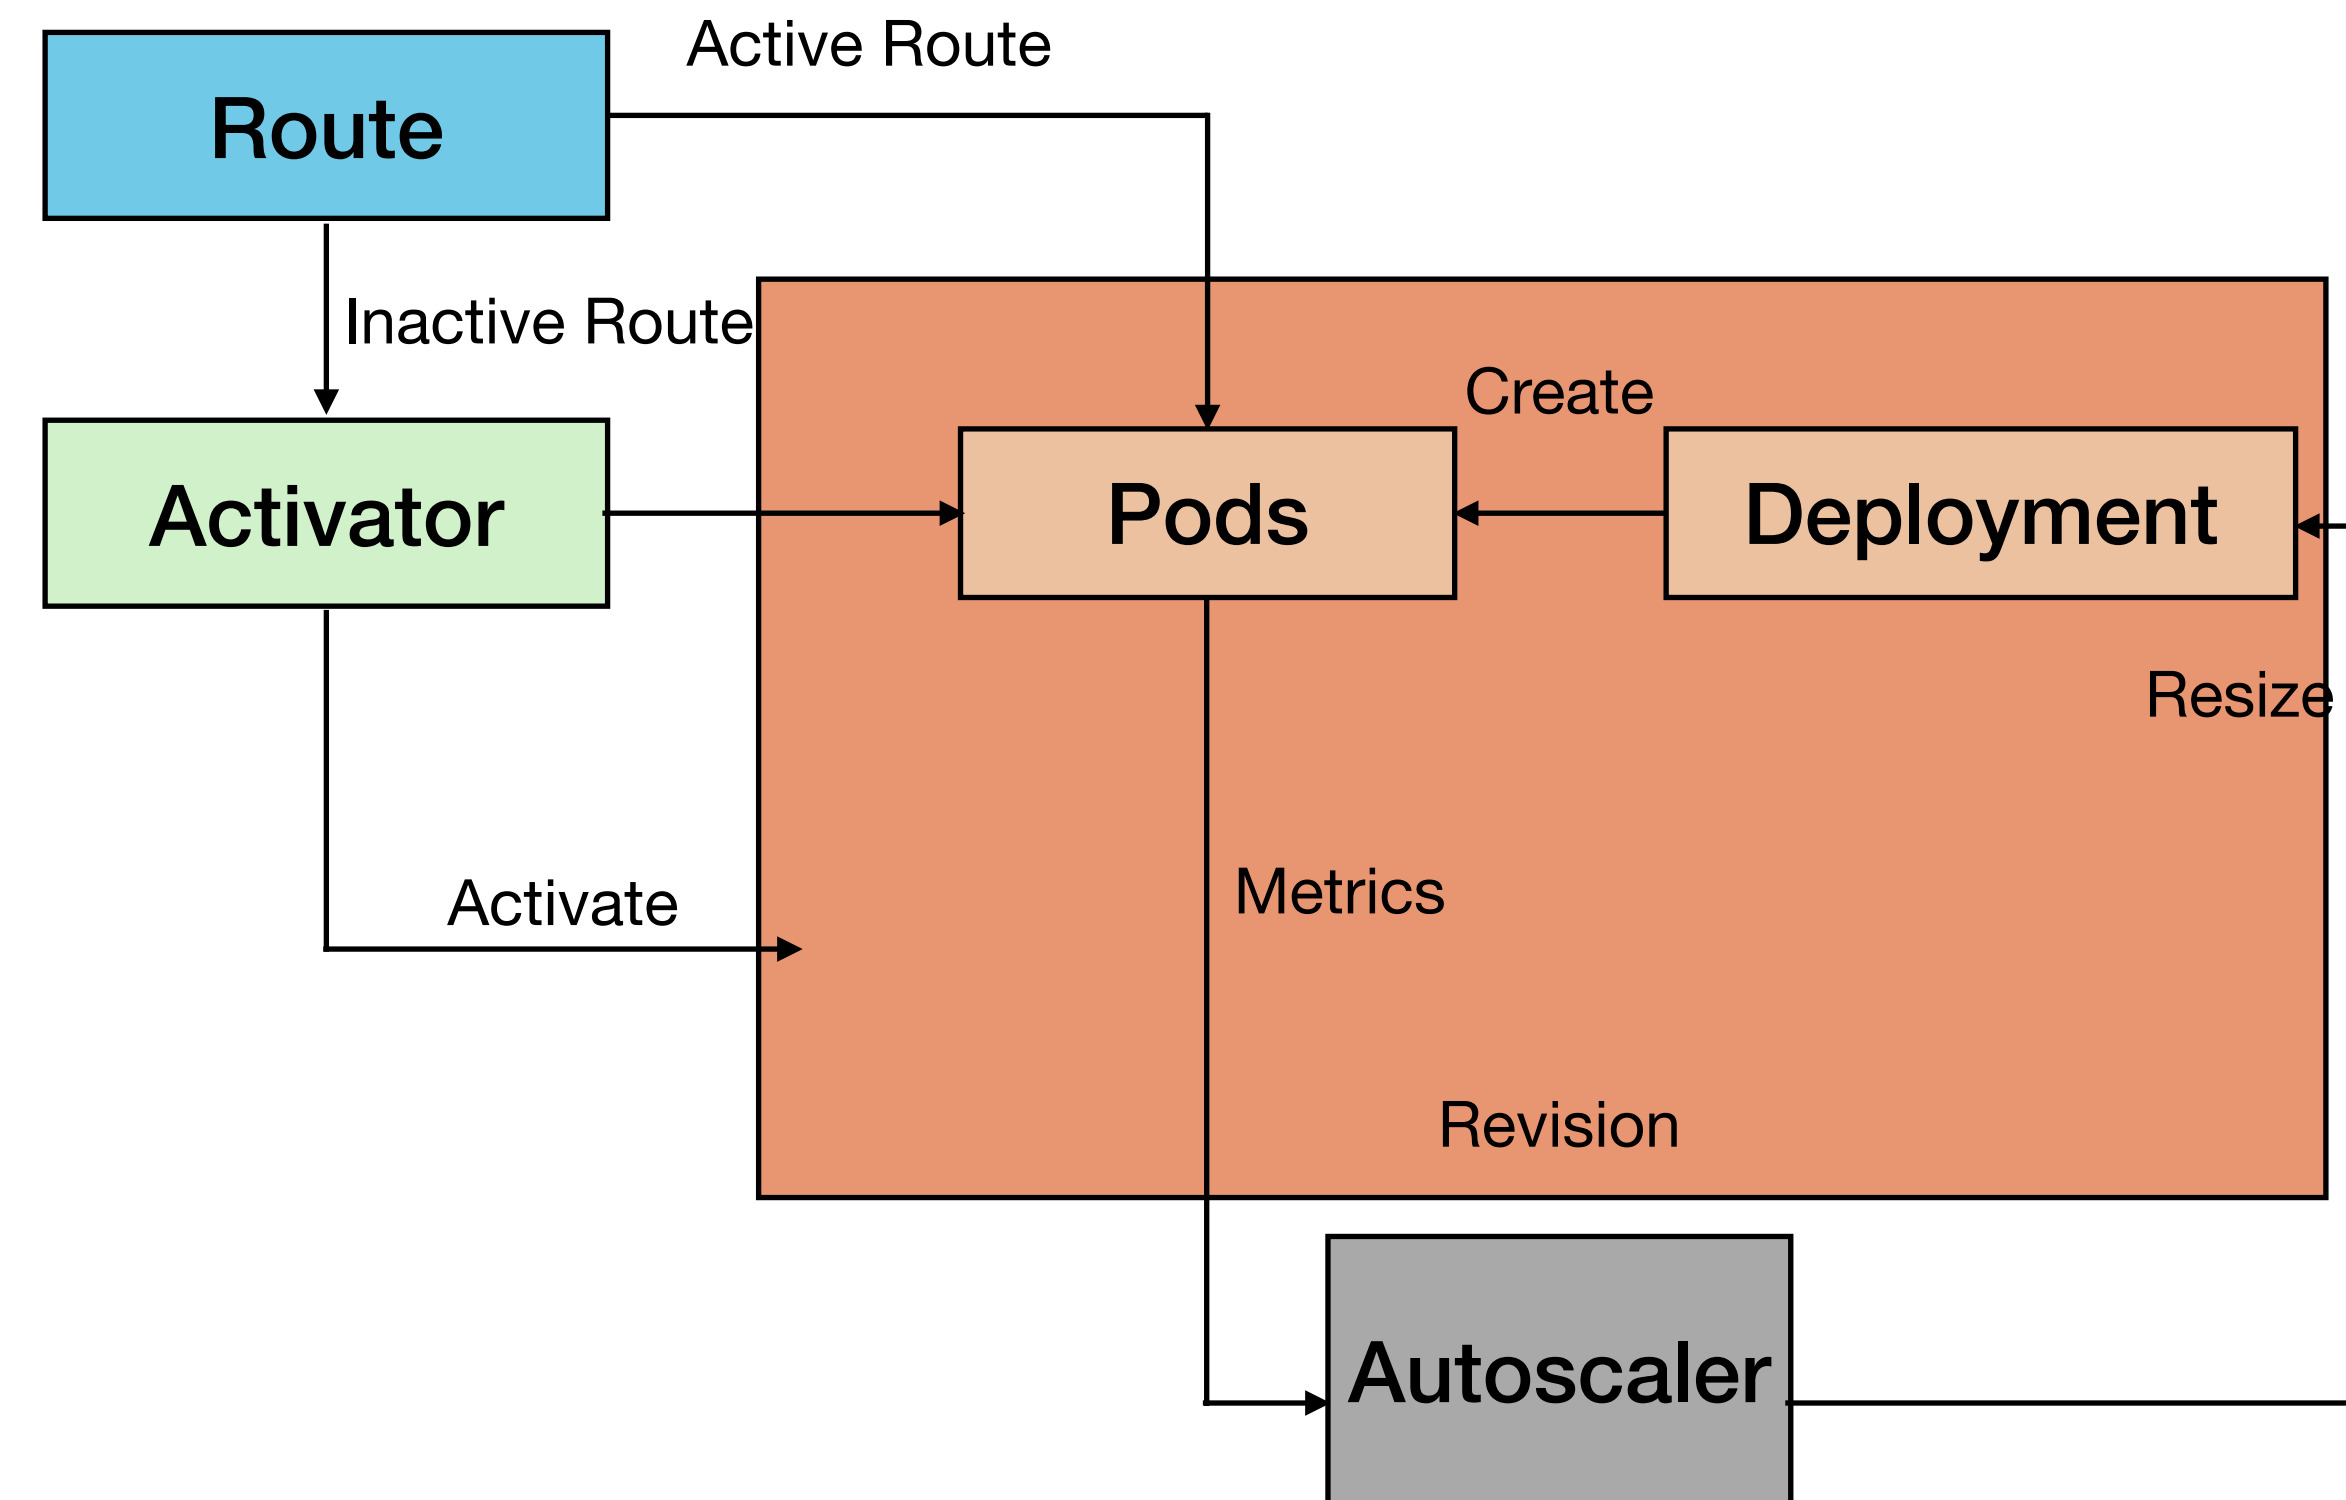 Active Route
Route
Inactive Route
Create
Activator
Pods
Deployment
Resize
Activate
Metrics
Revision
Autoscaler